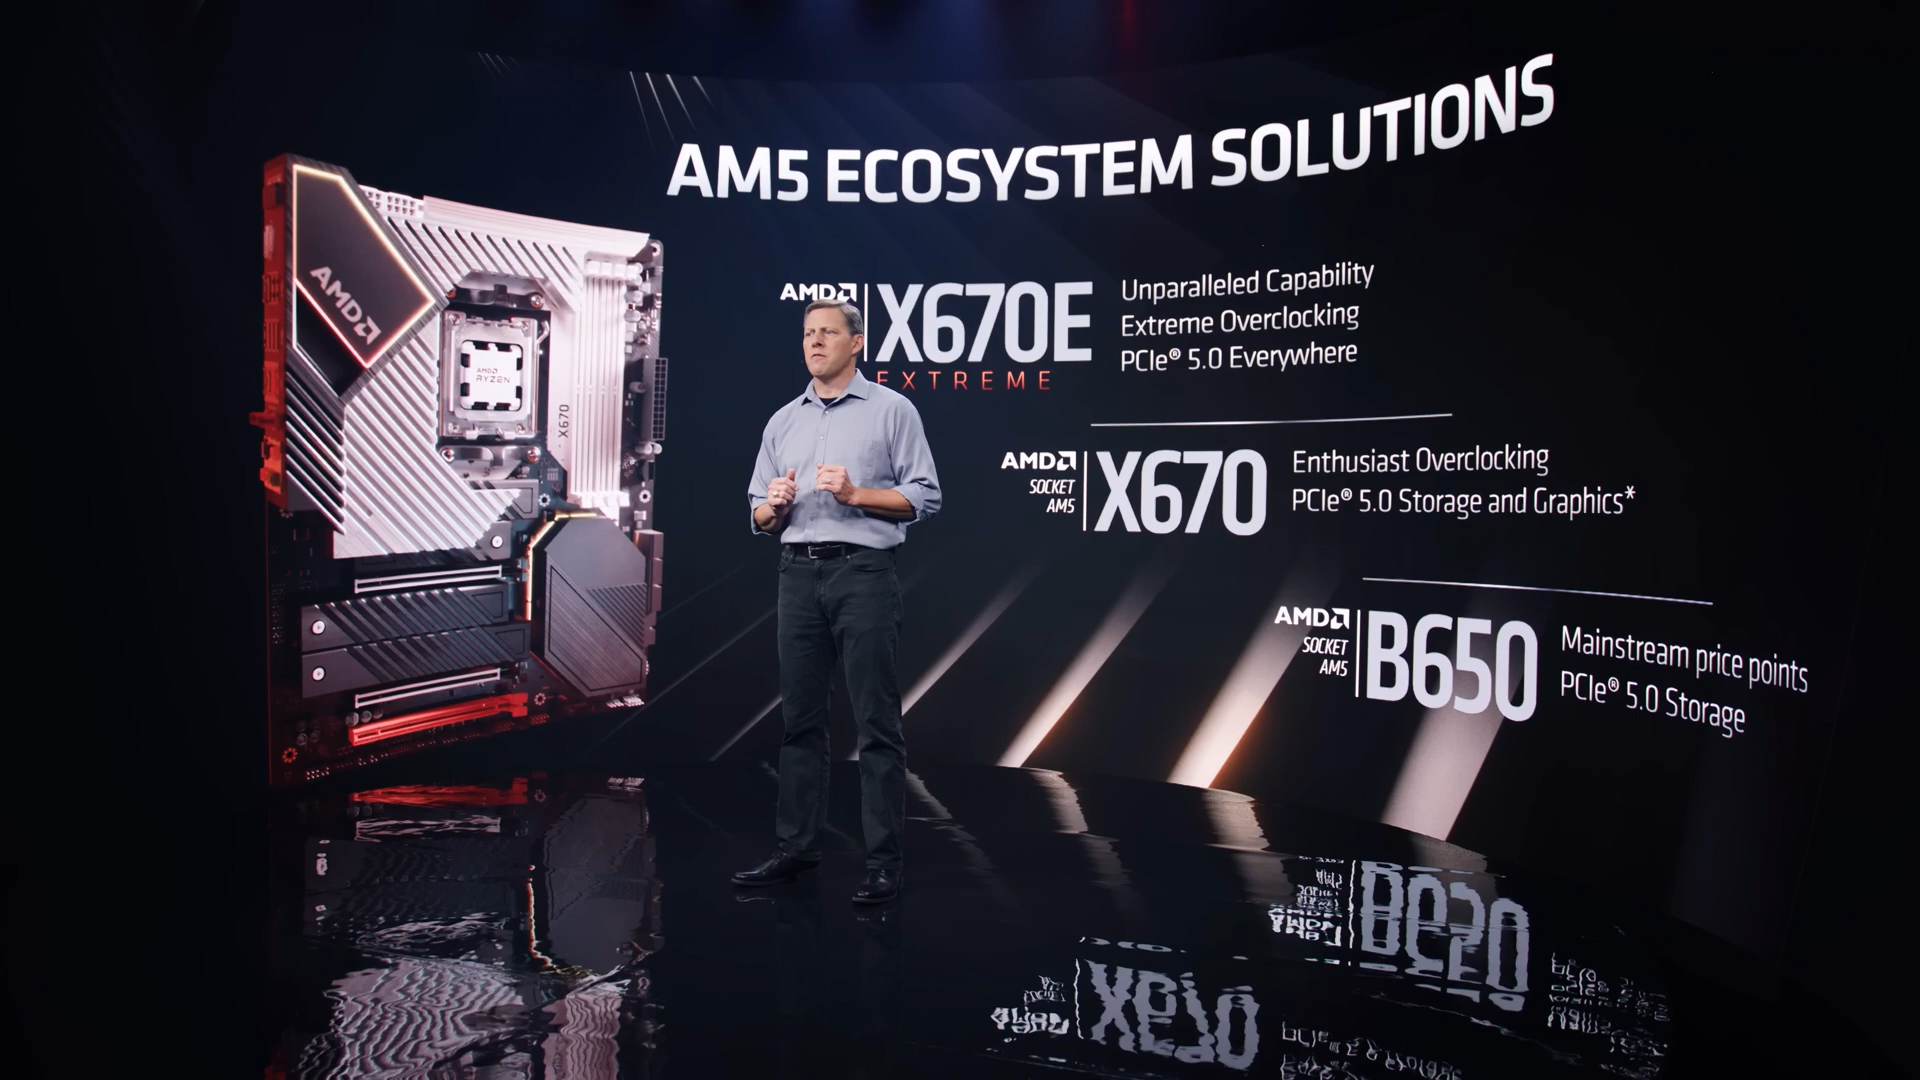 AM5 ECOSYSTEM SOLUTIONS
AMD
X670E
EXTREME
Unparalleled Capability
Extreme Overclocking
PCIe® 5.0 Everywhere
AMD
SOCKET
AM5
X670
Enthusiast Overclocking
PCIe® 5.0 Storage and Graphics*
AMD
SOCKET
AM5
B650
Mainstream price points
PCIe® 5.0 Storage
AMD
AMD
RYZEN
X670